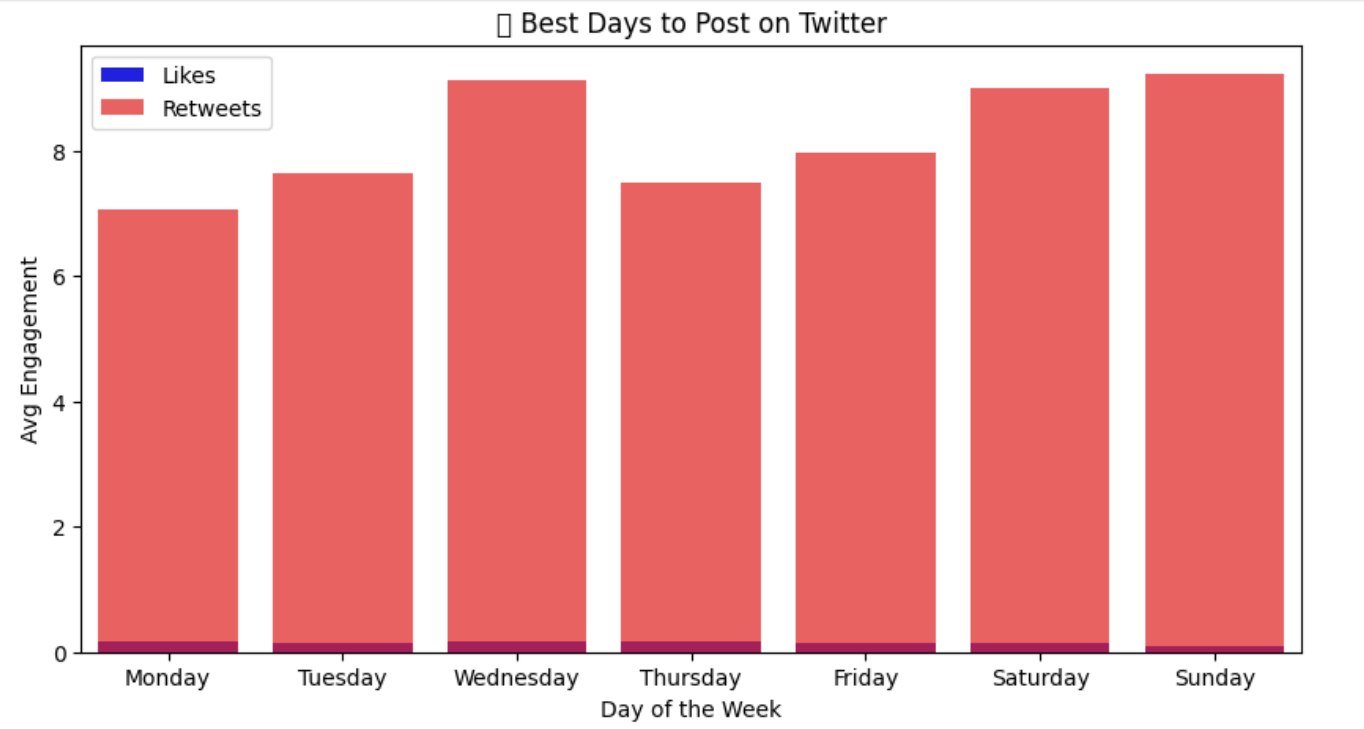 ▯ Best Days to Post on Twitter
Likes
Retweets
8
6
4
2
0
Avg Engagement
Monday Tuesday Wednesday Thursday Friday Saturday Sunday
Day of the Week